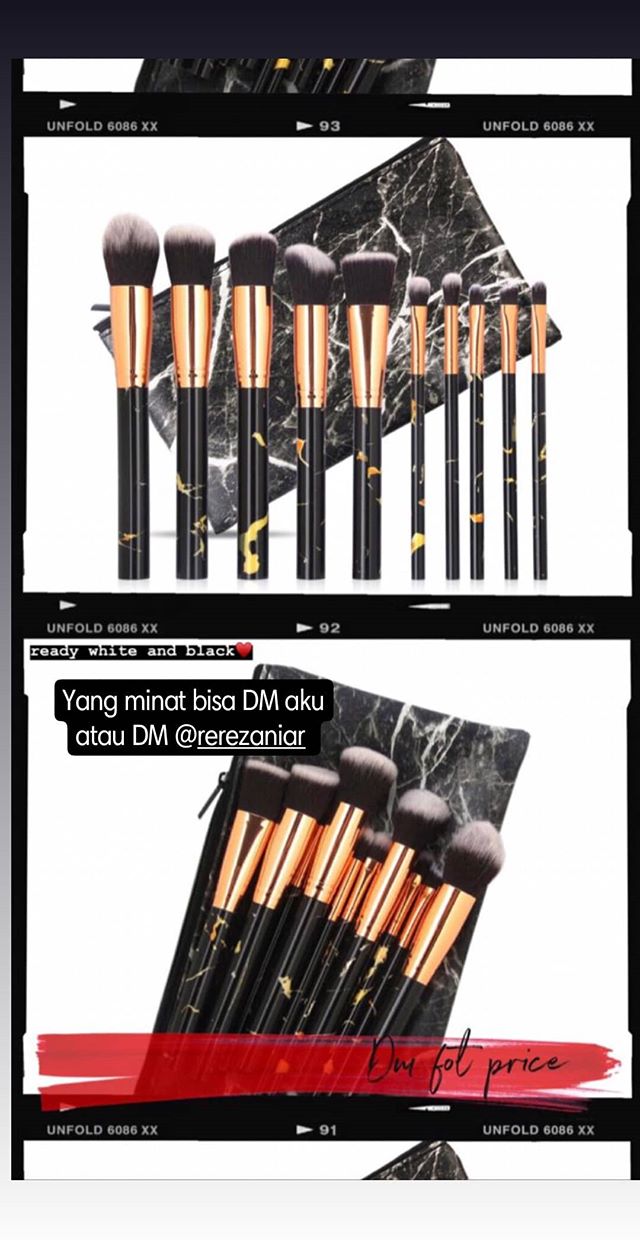 UNFOLD 6086 XX ▶ 93 UNFOLD 6086 XX
UNFOLD 6086 XX ▶ 92 UNFOLD 6086 XX
ready white and black❤️
Yang minat bisa DM aku
atau DM @rerezaniar
Dm fot price
UNFOLD 6086 XX ▶ 91 UNFOLD 6086 XX